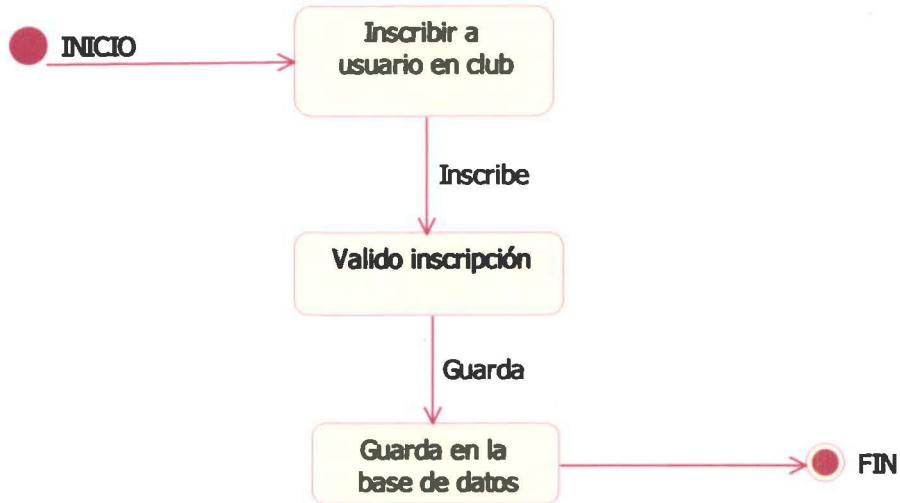 INICIO
Inscribir a
usuario en club
Inscribe
Valido inscripción
Guarda
Guarda en la
base de datos
FIN